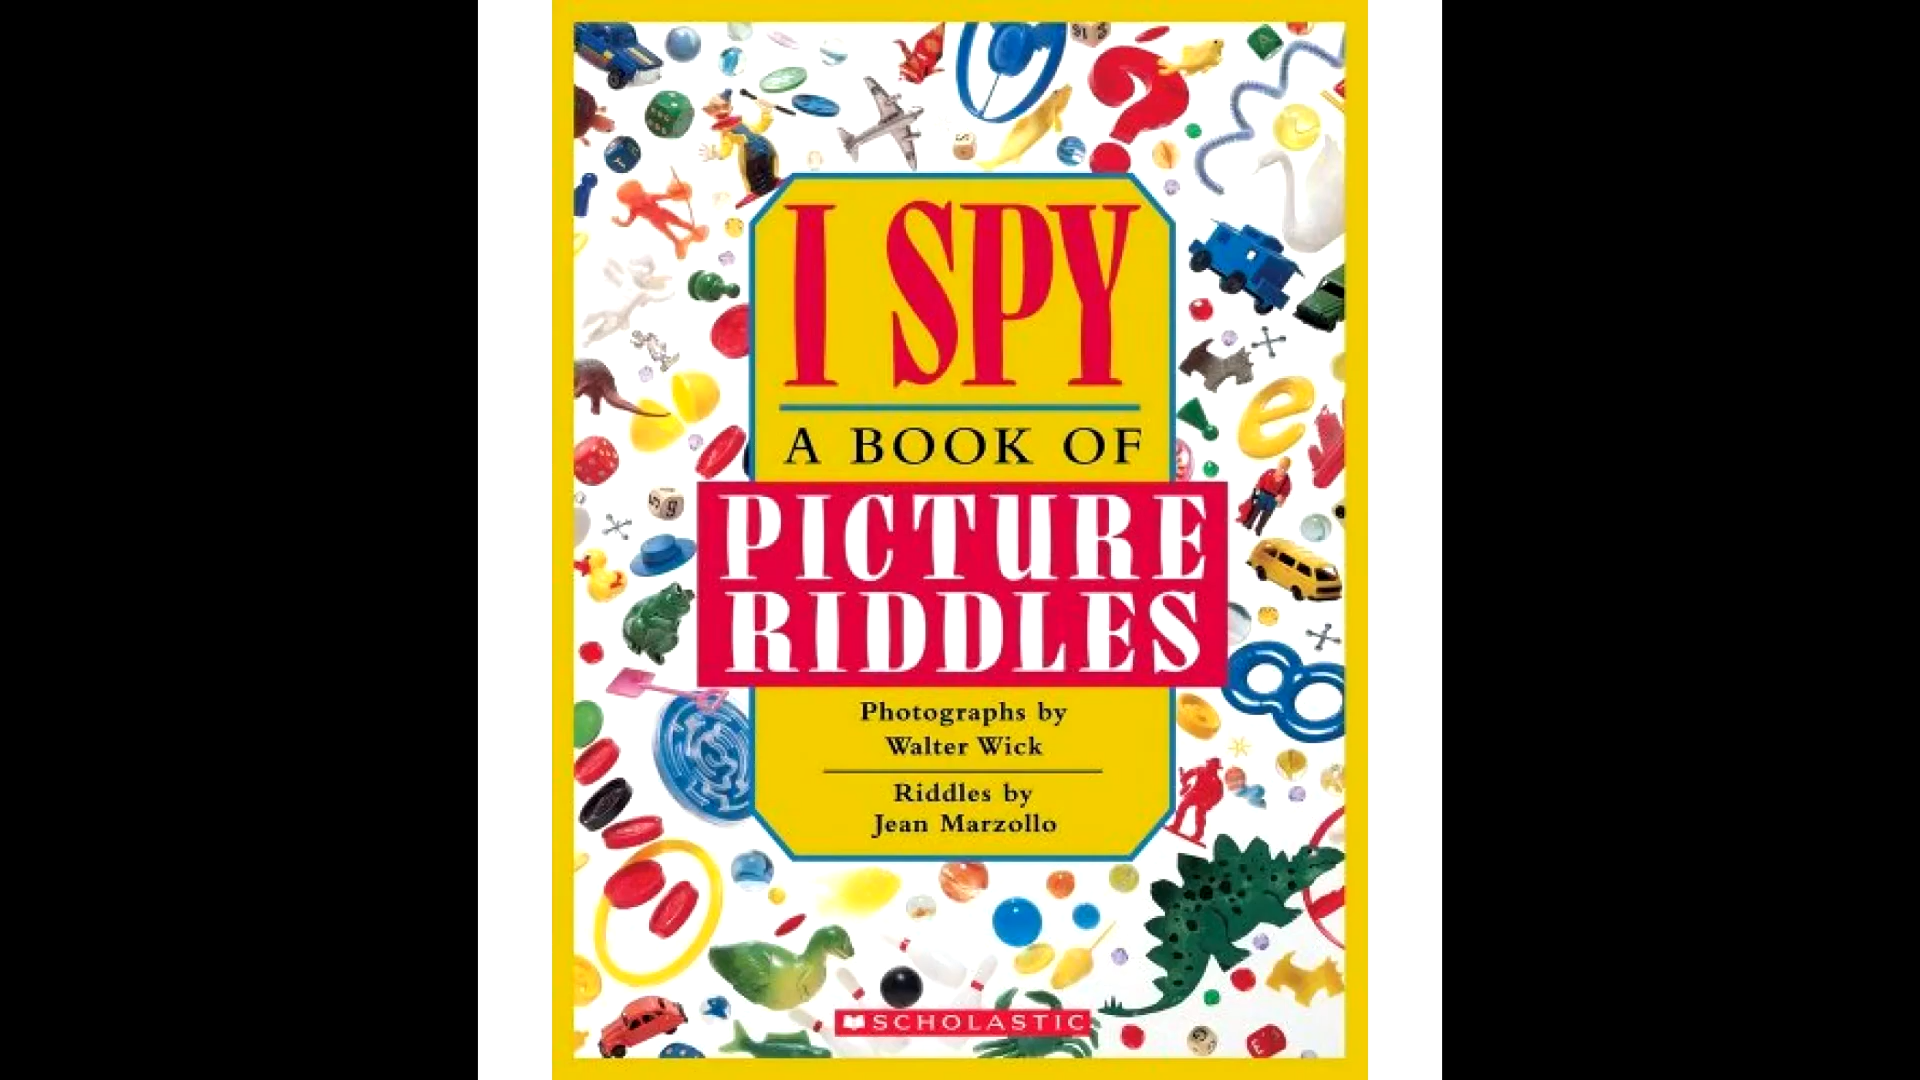 I SPY
A BOOK OF
PICTURE
RIDDLES
Photographs by
Walter Wick
Riddles by
Jean Marzollo
SCHOLASTIC